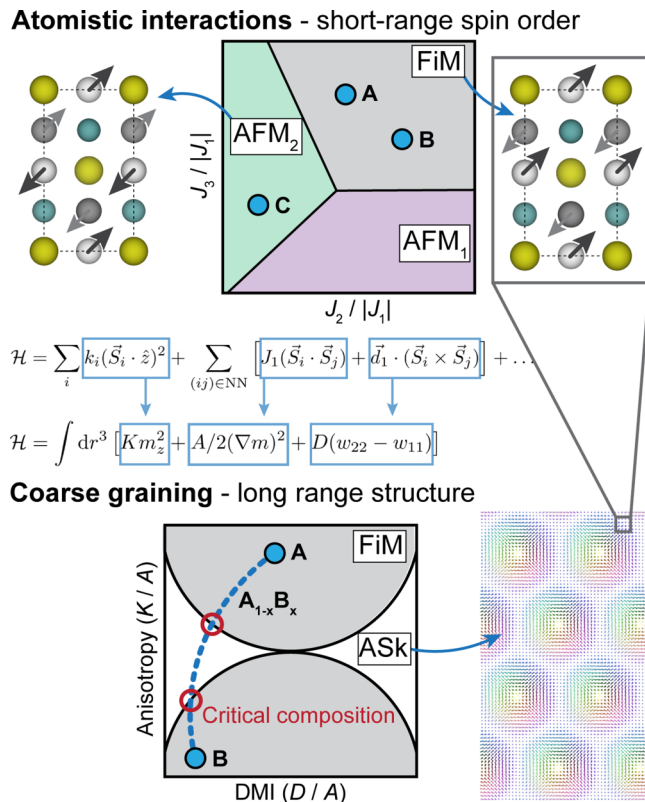 Atomistic interactions - short-range spin order
FiM
A
AFM₂
B
C
AFM₁
J₃ / |J₁|
J₂ / |J₁|
ℋ = ∑ᵢ kᵢ(S⃗ᵢ · ẑ)² + ∑₍ᵢⱼ₎∈NN [J₁(S⃗ᵢ · S⃗ⱼ) + d⃗₁ · (S⃗ᵢ × S⃗ⱼ)] + …
ℋ = ∫ dr³ [Km_z² + A/2(∇m)² + D(w₂₂ − w₁₁)]
Coarse graining - long range structure
FiM
A
A₁₋ₓBₓ
ASk
Critical composition
B
Anisotropy (K / A)
DMI (D / A)